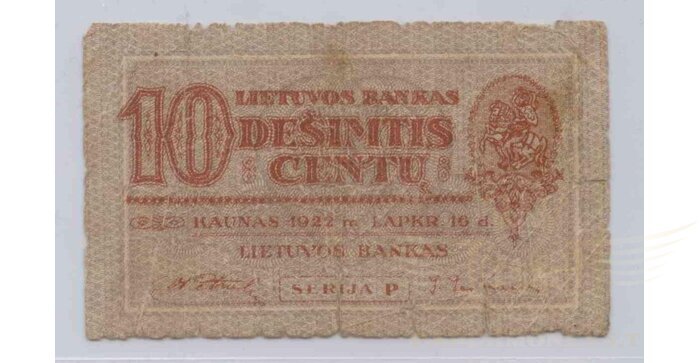 10
LIETUVOS BANKAS
DEŠIMTIS
CENTŲ
KAUNAS 1922 m. LAPKR. 16 d.
LIETUVOS BANKAS
SERIJA P